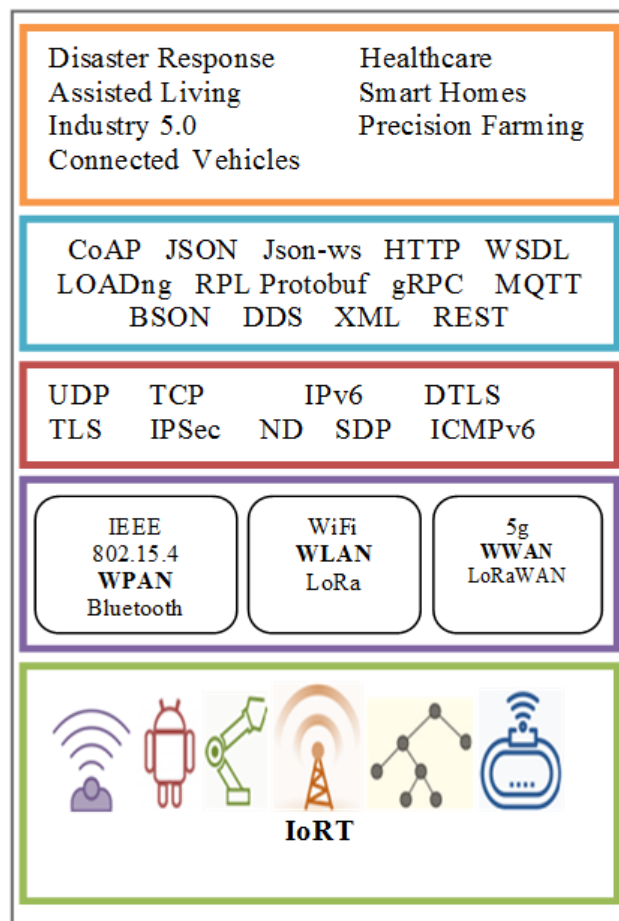 Disaster Response Healthcare
Assisted Living Smart Homes
Industry 5.0 Precision Farming
Connected Vehicles
CoAP JSON Json-ws HTTP WSDL
LOADng RPL Protobuf gRPC MQTT
BSON DDS XML REST
UDP TCP IPv6 DTLS
TLS IPSec ND SDP ICMPv6
IEEE
802.15.4
WPAN
Bluetooth
WiFi
WLAN
LoRa
5g
WWAN
LoRaWAN
IoRT